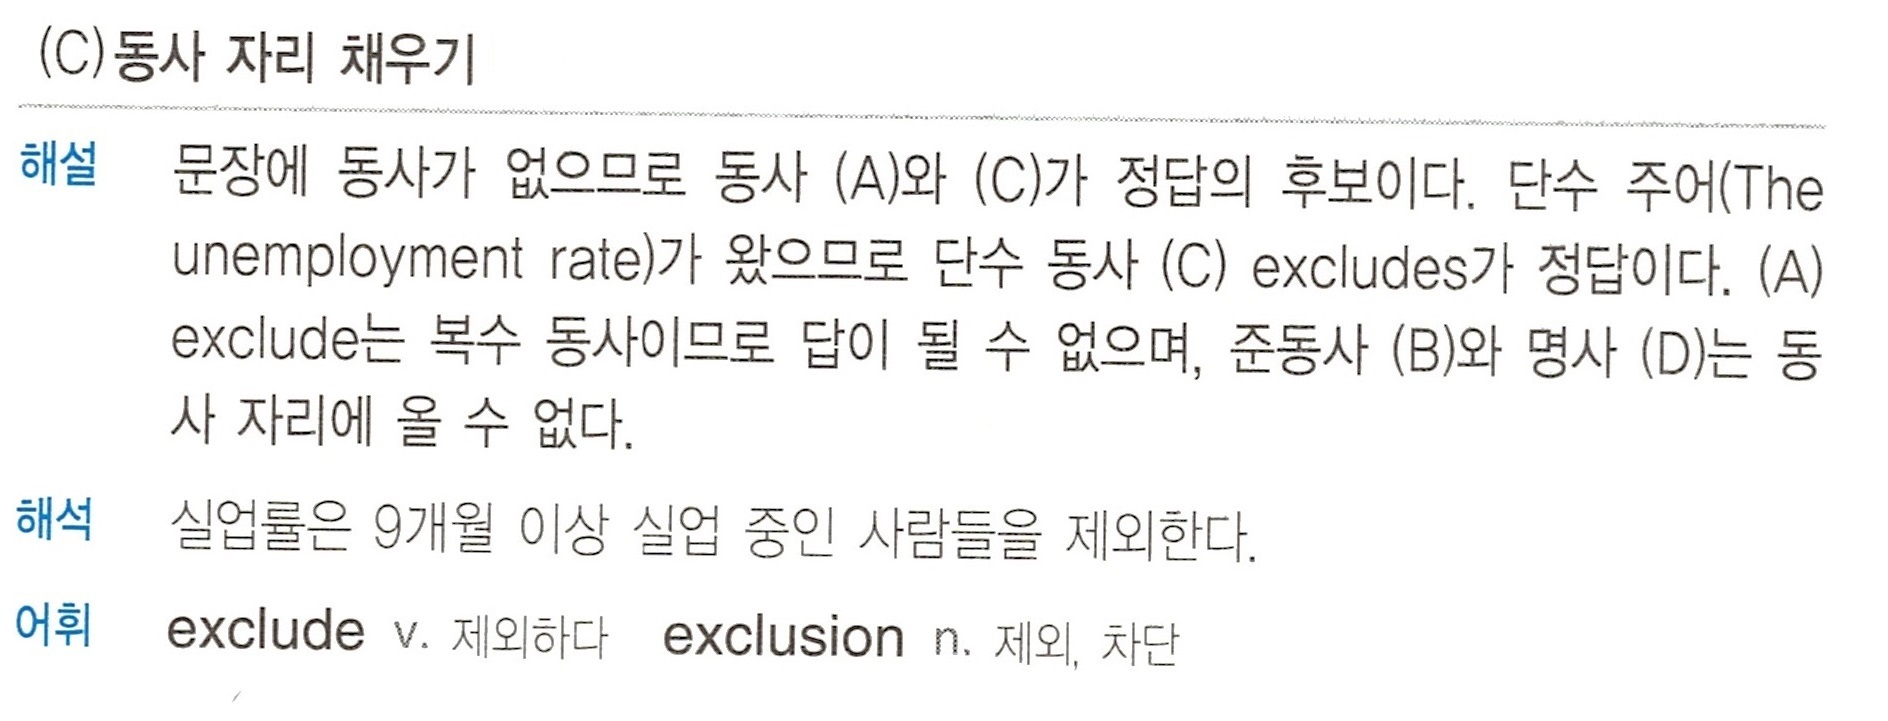 (C) 동사 자리 채우기
해설 문장에 동사가 없으므로 동사 (A)와 (C)가 정답의 후보이다. 단수 주어(The
unemployment rate)가 왔으므로 단수 동사 (C) excludes가 정답이다. (A)
exclude는 복수 동사이므로 답이 될 수 없으며, 준동사 (B)와 명사 (D)는 동
사 자리에 올 수 없다.
해석 실업률은 9개월 이상 실업 중인 사람들을 제외한다.
어휘 exclude v. 제외하다 exclusion n. 제외, 차단